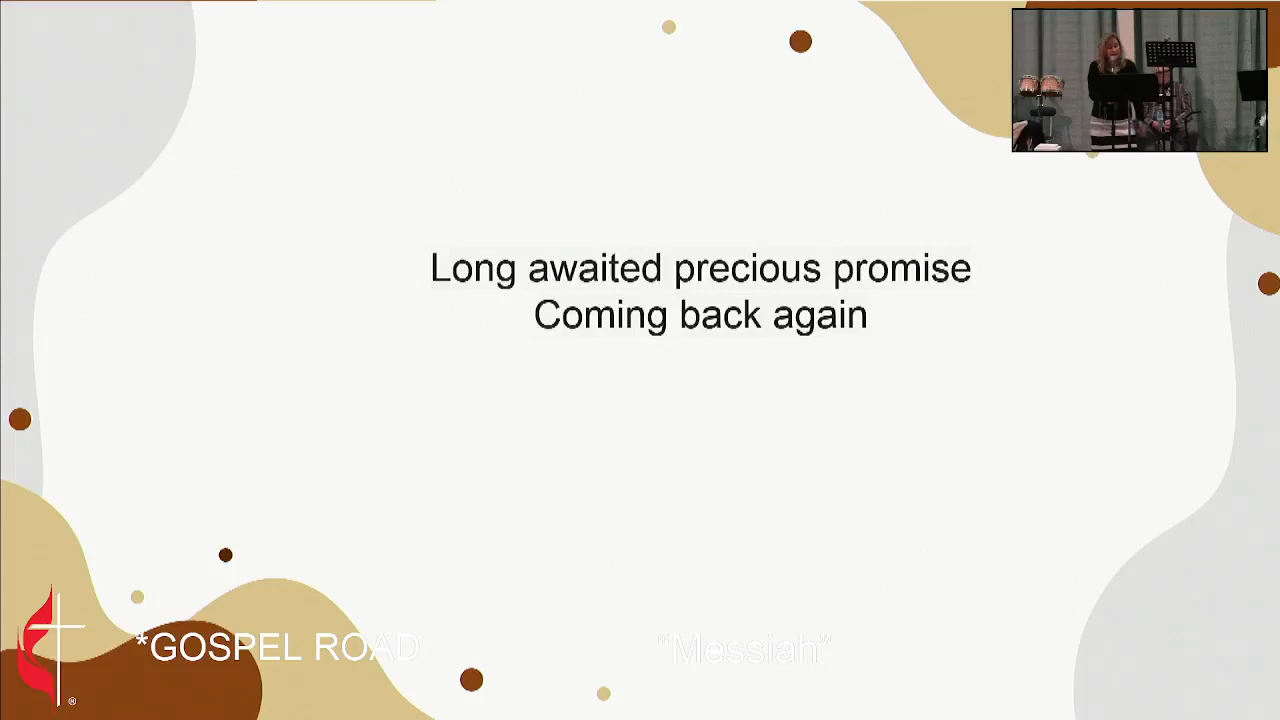 Long awaited precious promise
Coming back again
*GOSPEL ROAD
"Messiah"
®